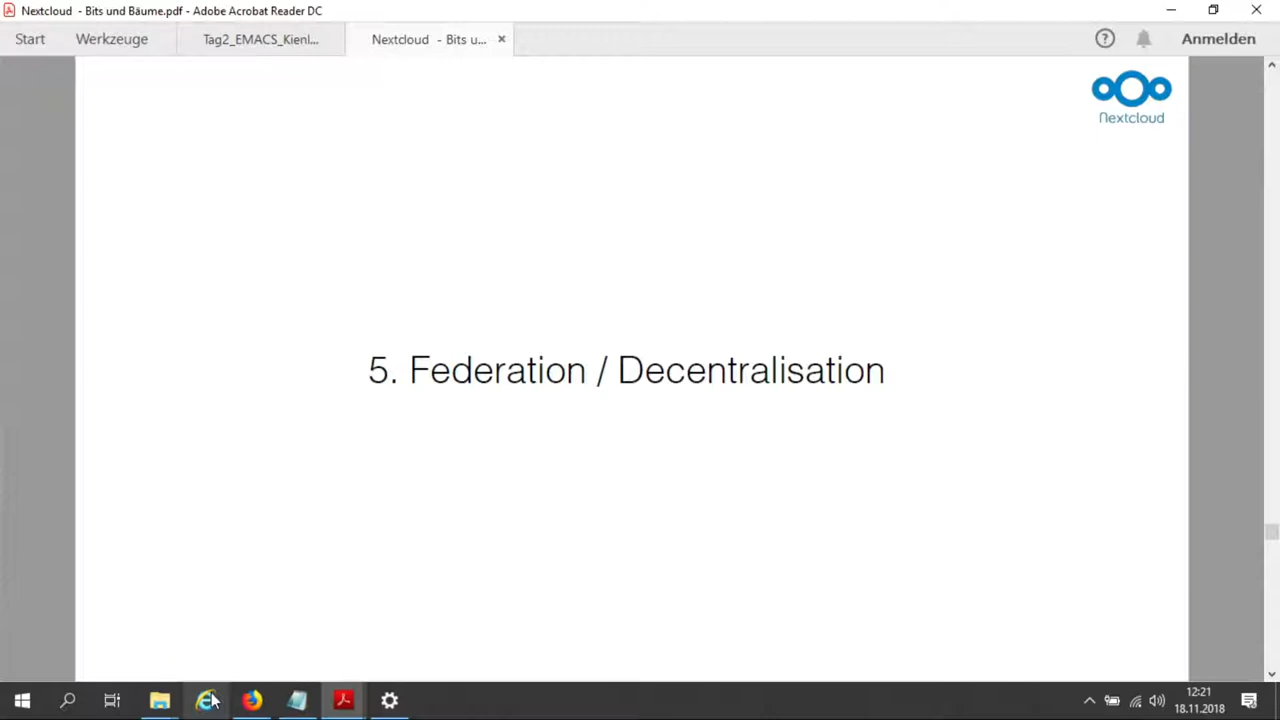 Nextcloud - Bits und Bäume.pdf - Adobe Acrobat Reader DC
Start Werkzeuge Tag2_EMACS_Kienl... Nextcloud - Bits u... Anmelden
Nextcloud
5. Federation / Decentralisation
12:21
18.11.2018